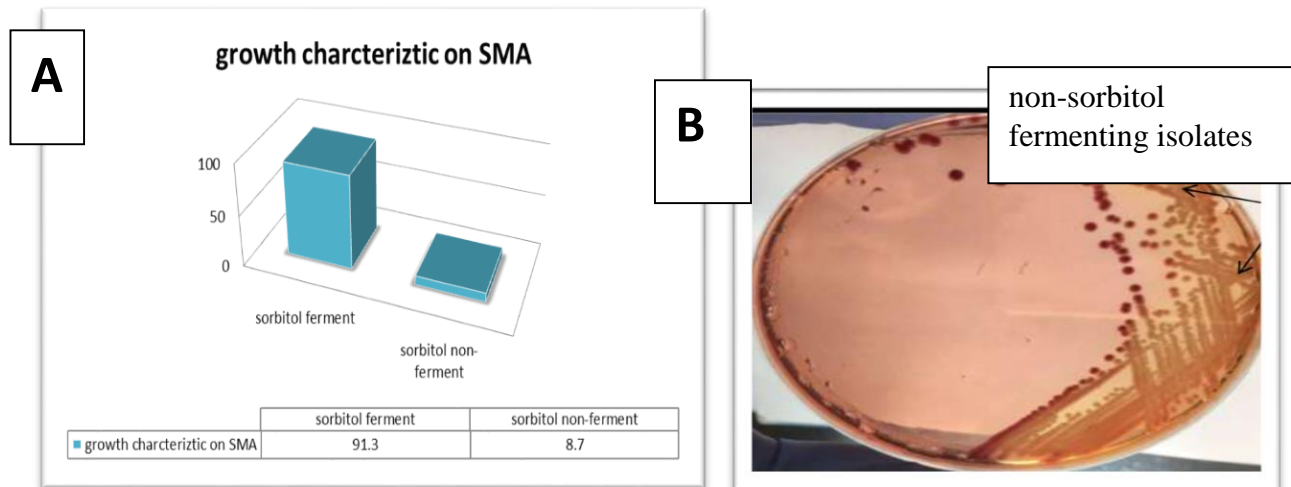 A
growth charcteriztic on SMA
100
50
0
sorbitol ferment
sorbitol non-
ferment
sorbitol ferment
sorbitol non-ferment
growth charcteriztic on SMA
91.3
8.7
B
non-sorbitol
fermenting isolates